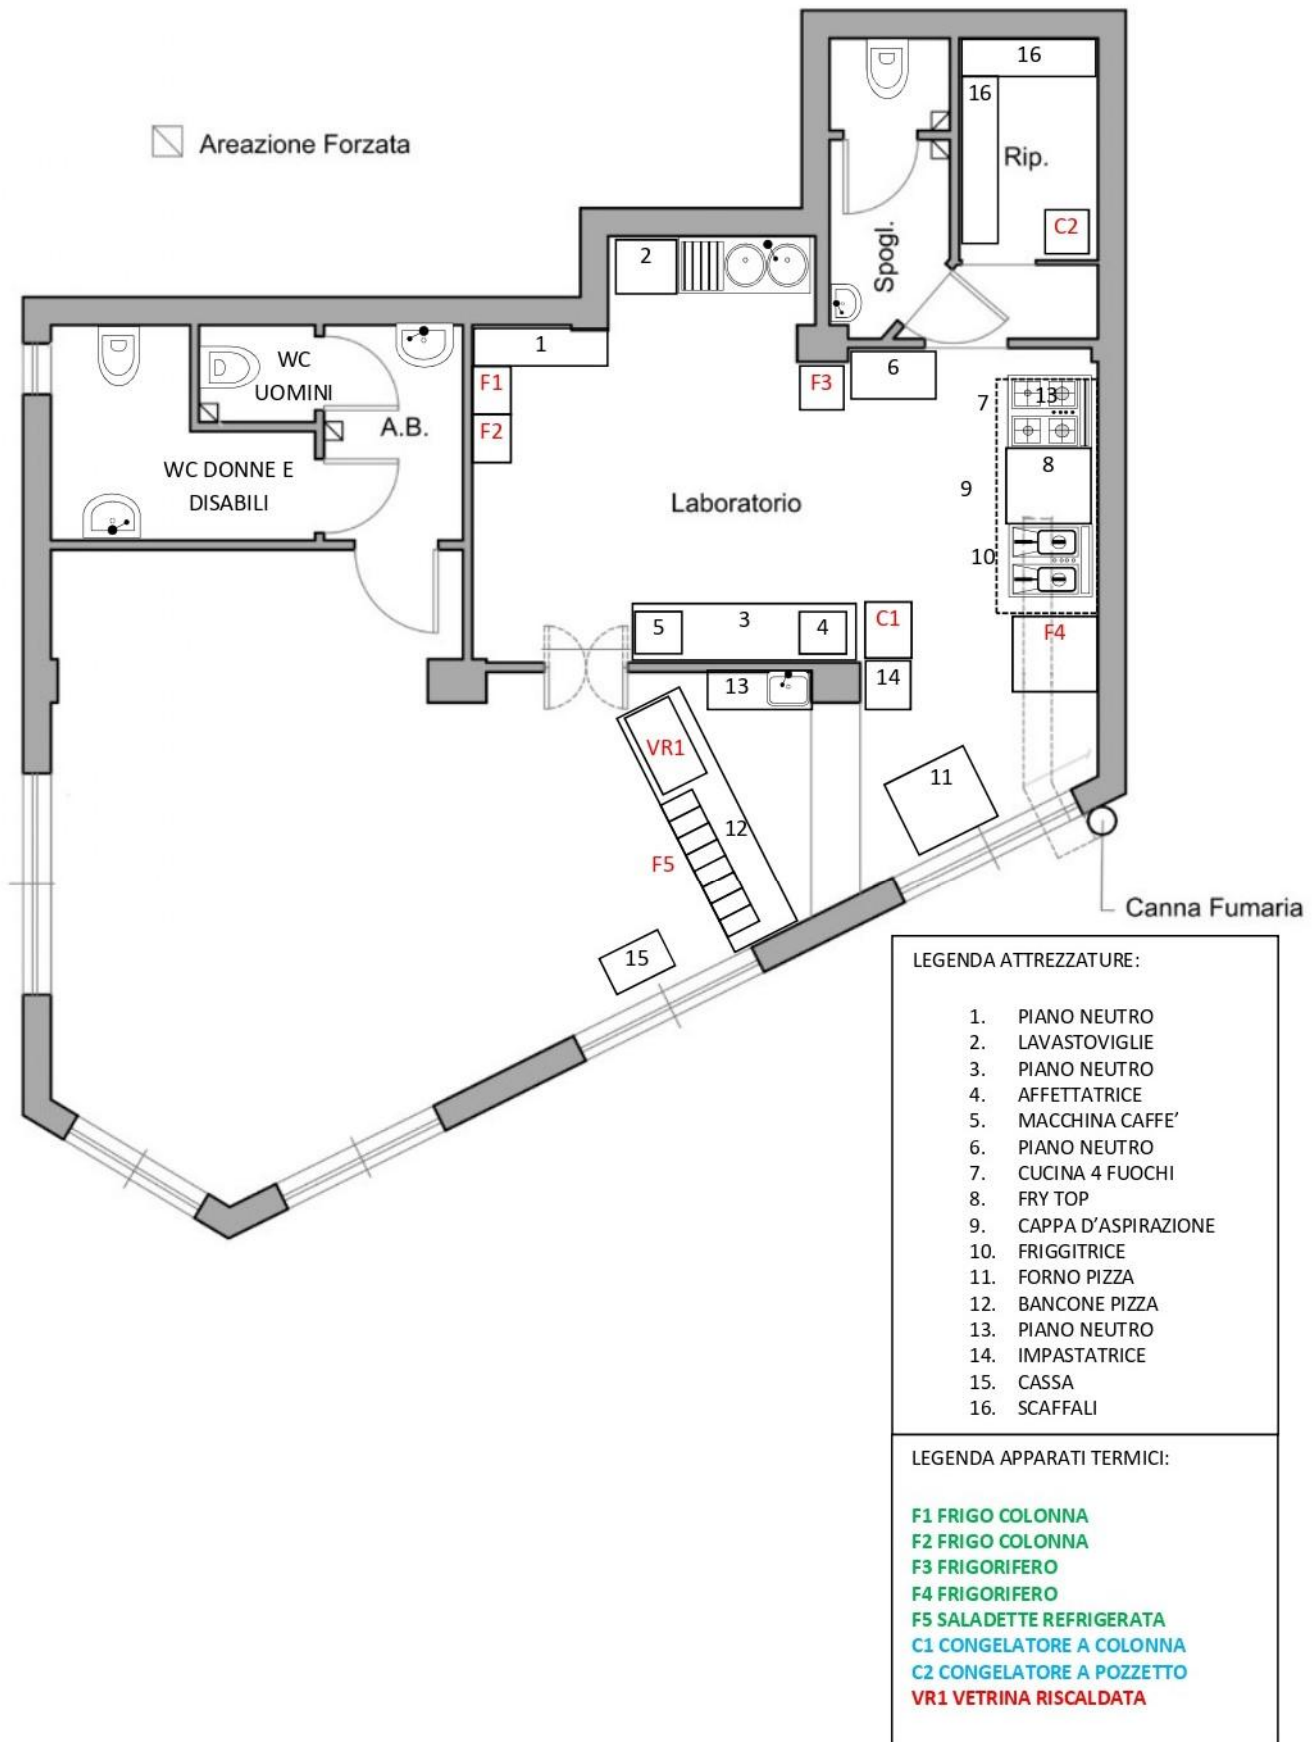 16
16
Areazione Forzata
Rip.
C2
2
Spogl.
1
WC
UOMINI
F1
F3
6
7
13
F2
A.B.
8
WC DONNE E
DISABILI
9
Laboratorio
10
5
3
4
C1
F4
13
14
VR1
11
12
F5
Canna Fumaria
15
LEGENDA ATTREZZATURE:
1. PIANO NEUTRO
2. LAVASTOVIGLIE
3. PIANO NEUTRO
4. AFFETTATRICE
5. MACCHINA CAFFE’
6. PIANO NEUTRO
7. CUCINA 4 FUOCHI
8. FRY TOP
9. CAPPA D’ASPIRAZIONE
10. FRIGGITRICE
11. FORNO PIZZA
12. BANCONE PIZZA
13. PIANO NEUTRO
14. IMPASTATRICE
15. CASSA
16. SCAFFALI
LEGENDA APPARATI TERMICI:
F1 FRIGO COLONNA
F2 FRIGO COLONNA
F3 FRIGORIFERO
F4 FRIGORIFERO
F5 SALADETTE REFRIGERATA
C1 CONGELATORE A COLONNA
C2 CONGELATORE A POZZETTO
VR1 VETRINA RISCALDATA